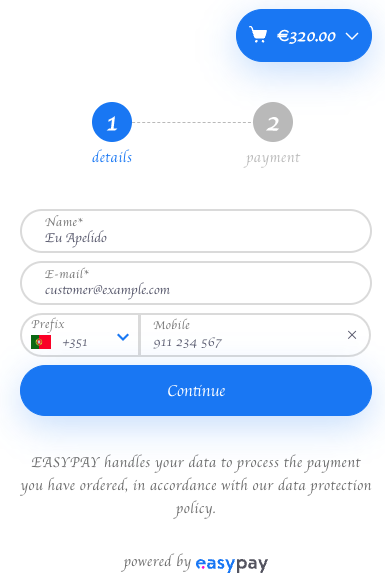 €320.00
1
2
details
payment
Name*
Eu Apelido
E-mail*
customer@example.com
Prefix
+351
Mobile
911 234 567
Continue
EASYPAY handles your data to process the payment
you have ordered, in accordance with our data protection
policy.
powered by easypay